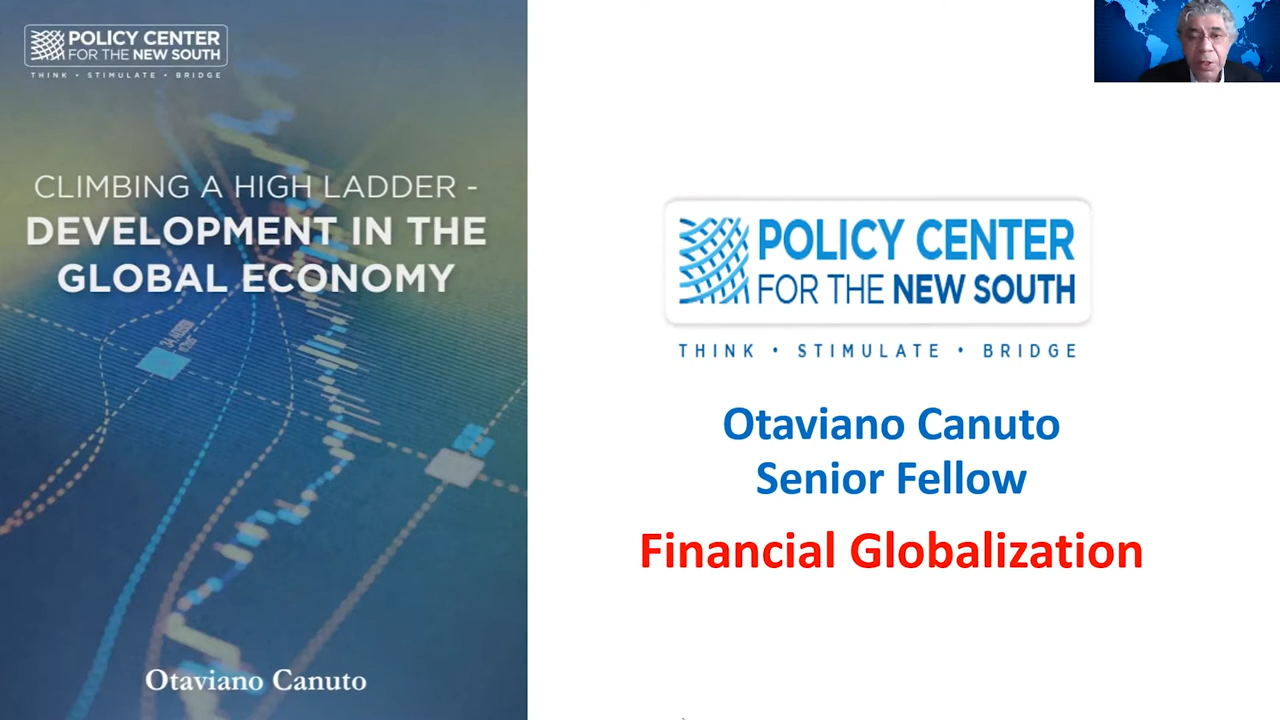 POLICY CENTER
FOR THE NEW SOUTH
THINK • STIMULATE • BRIDGE
CLIMBING A HIGH LADDER -
DEVELOPMENT IN THE
GLOBAL ECONOMY
Otaviano Canuto
POLICY CENTER
FOR THE NEW SOUTH
THINK • STIMULATE • BRIDGE
Otaviano Canuto
Senior Fellow
Financial Globalization